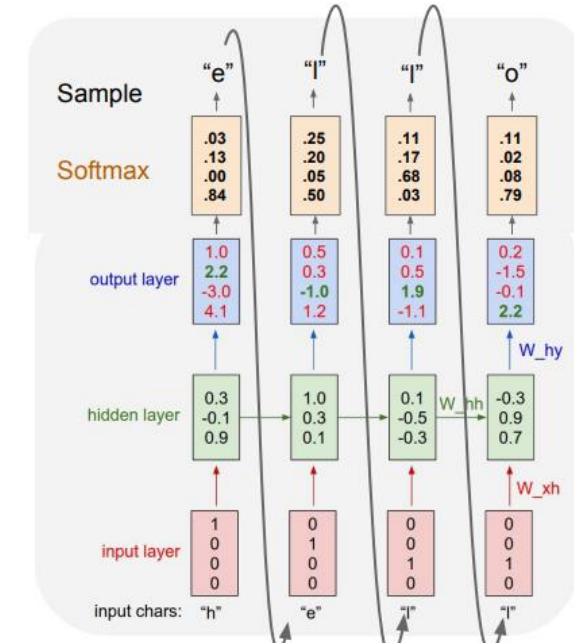 "e" "l" "l" "o"
Sample
.03 .25 .11 .11
.13 .20 .17 .02
Softmax
.00 .05 .68 .08
.84 .50 .03 .79
1.0 0.5 0.1 0.2
output layer 2.2 0.3 0.5 -1.5
-3.0 -1.0 1.9 -0.1
4.1 1.2 -1.1 2.2
W_hy
0.3 1.0 0.1 -0.3
hidden layer -0.1 0.3 -0.5 W_hh 0.9
0.9 0.1 -0.3 0.7
W_xh
1 0 0 0
input layer 0 1 0 0
0 0 1 1
0 0 0 0
input chars: "h" "e" "l" "l"